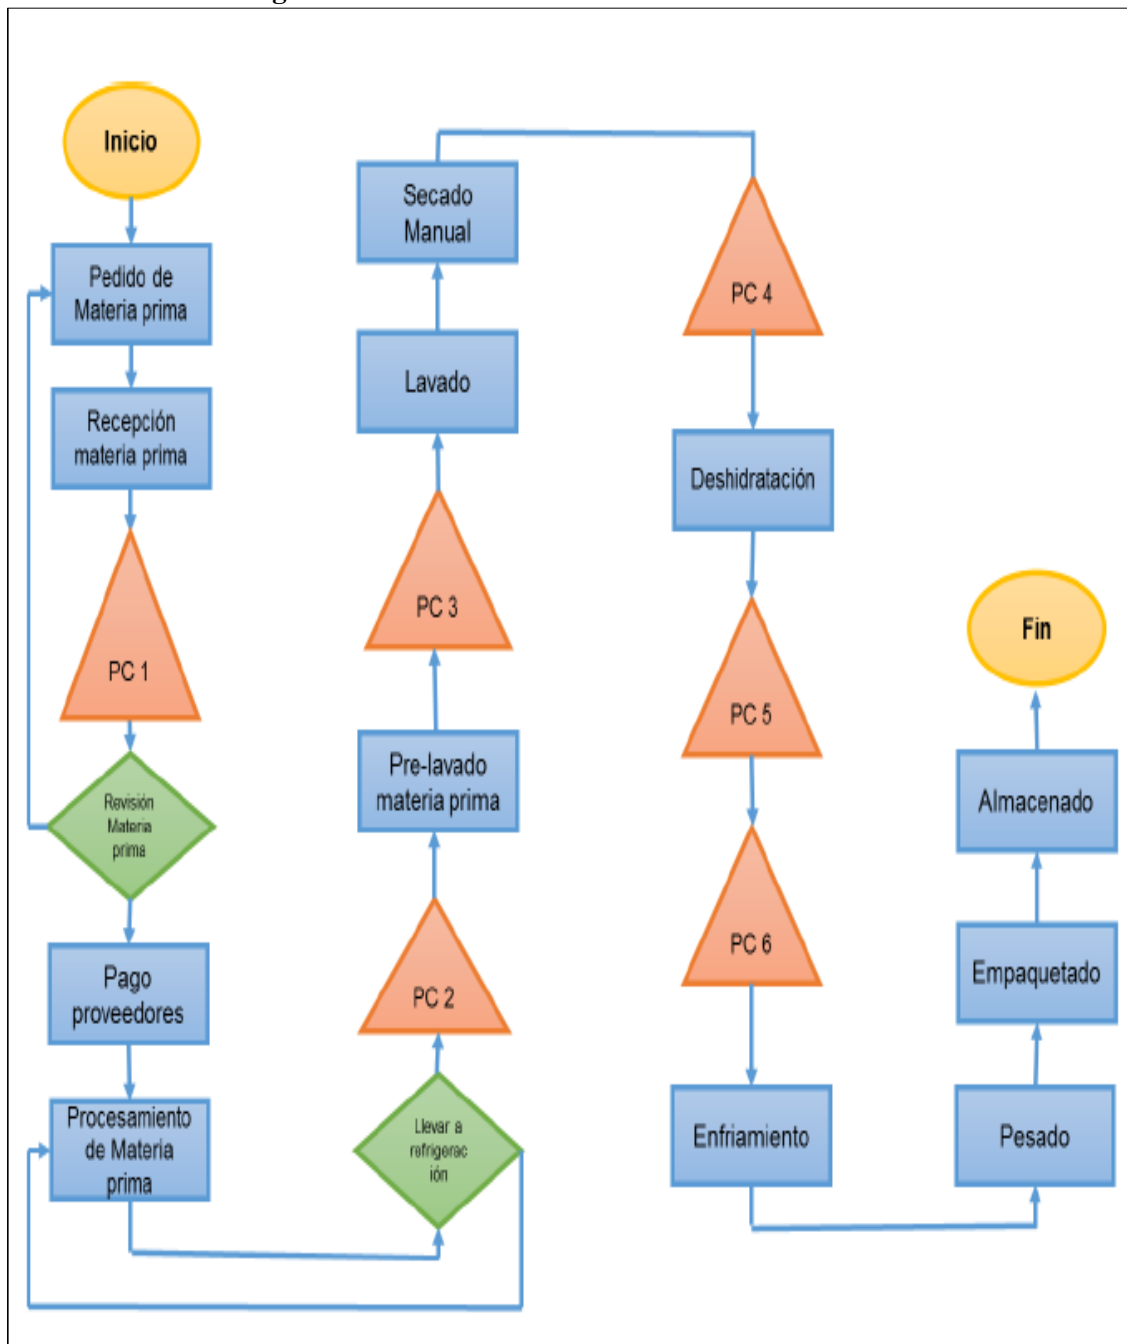 Inicio
Pedido de
Materia prima
Recepción
materia prima
PC 1
Revisión
Materia
prima
Pago
proveedores
Procesamiento
de Materia
prima
Llevar a
refrigerac
ión
PC 2
Pre-lavado
materia prima
PC 3
Lavado
Secado
Manual
PC 4
Deshidratación
PC 5
PC 6
Enfriamiento
Pesado
Empaquetado
Almacenado
Fin